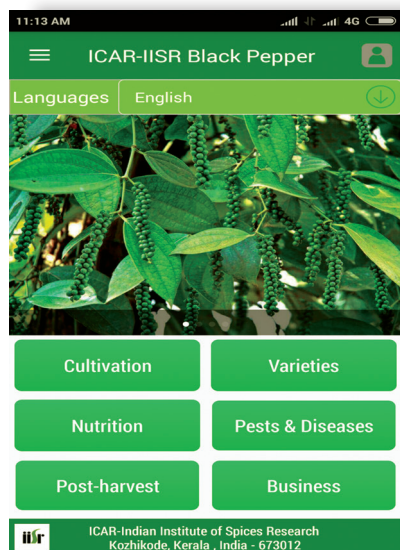 11:13 AM 4G
ICAR-IISR Black Pepper
Languages English
Cultivation Varieties
Nutrition Pests & Diseases
Post-harvest Business
iisr ICAR-Indian Institute of Spices Research
Kozhikode, Kerala , India - 673012